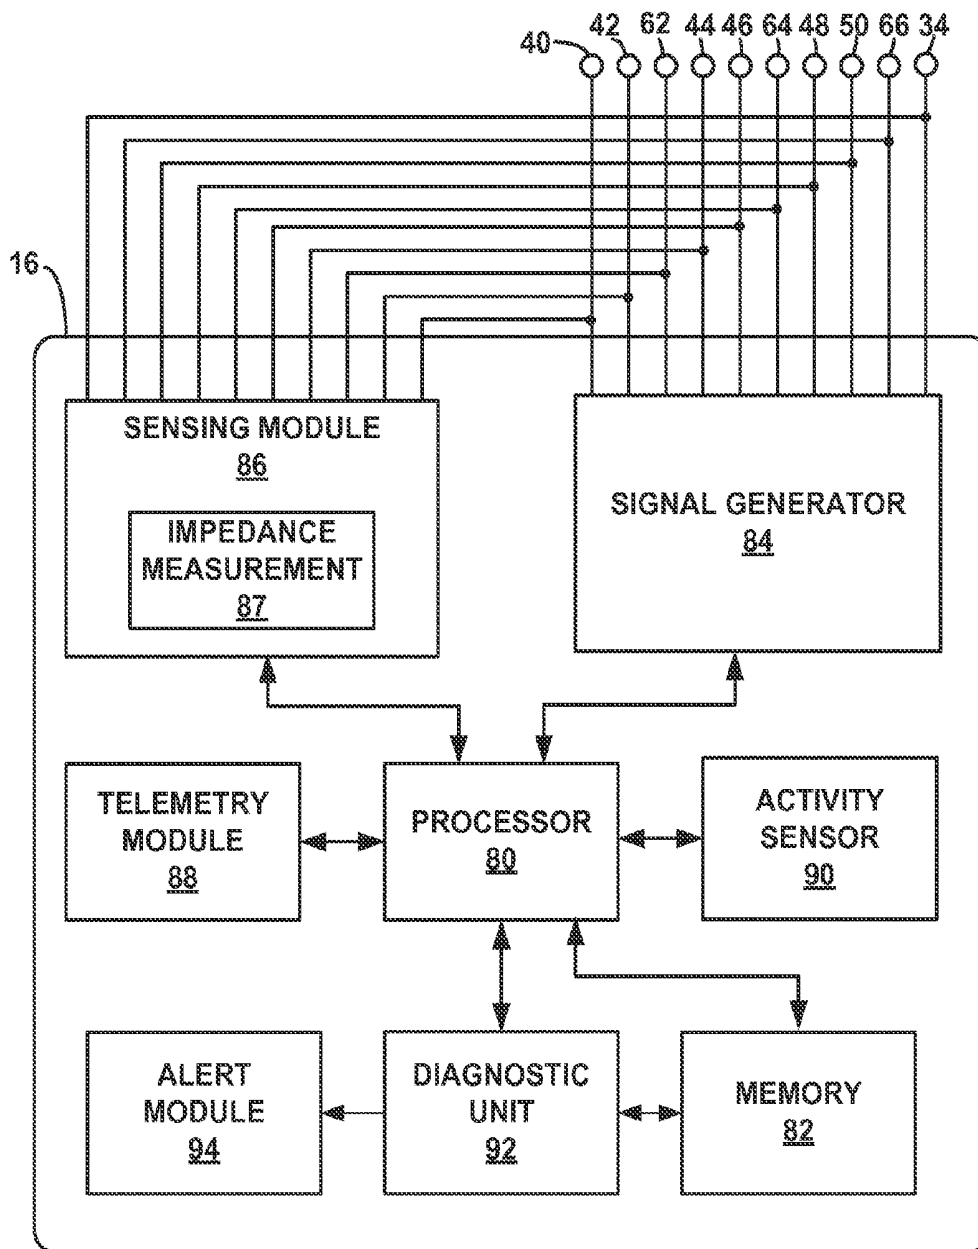 40 42 62 44 46 64 48 50 66 34
16
SENSING MODULE
86
IMPEDANCE
MEASUREMENT
87
SIGNAL GENERATOR
84
TELEMETRY
MODULE
88
PROCESSOR
80
ACTIVITY
SENSOR
90
ALERT
MODULE
94
DIAGNOSTIC
UNIT
92
MEMORY
82